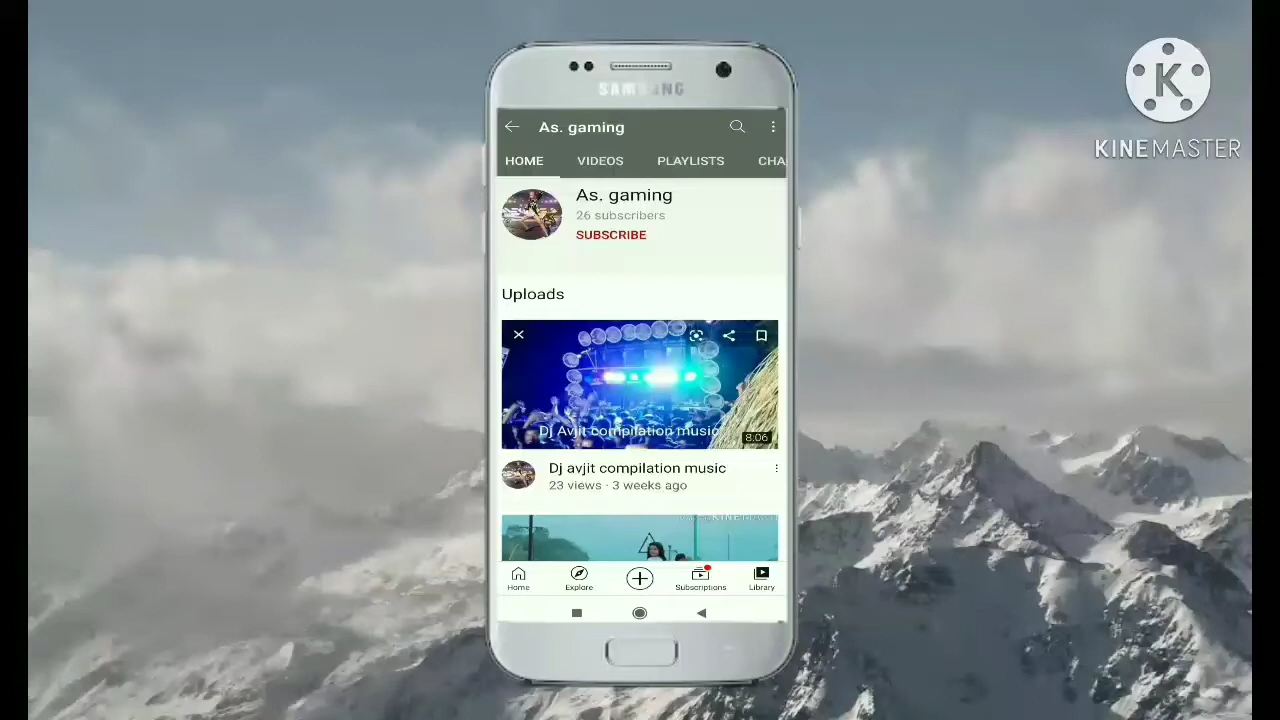 SAMSUNG
As. gaming
HOME VIDEOS PLAYLISTS CHA
As. gaming
26 subscribers
SUBSCRIBE
Uploads
Dj Avjit compilation music
8:06
Dj avjit compilation music
23 views · 3 weeks ago
Home Explore Subscriptions Library
K
KINEMASTER